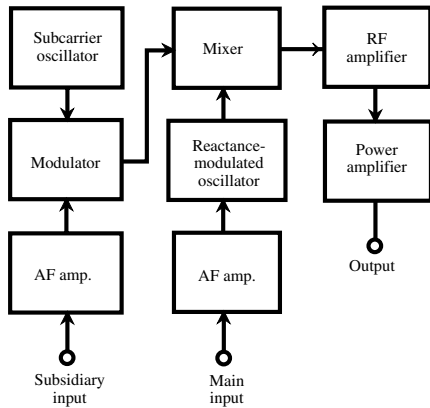 Subcarrier
oscillator
Mixer
RF
amplifier
Modulator
Reactance-
modulated
oscillator
Power
amplifier
AF amp.
AF amp.
Output
Subsidiary
input
Main
input